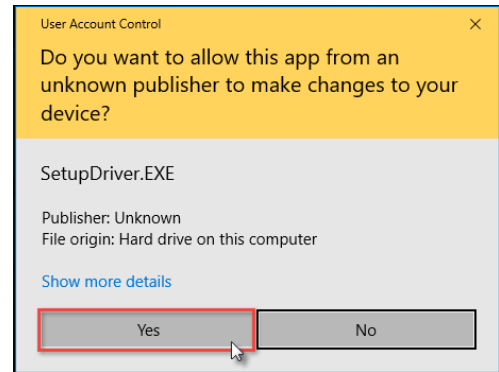 User Account Control
Do you want to allow this app from an
unknown publisher to make changes to your
device?
SetupDriver.EXE
Publisher: Unknown
File origin: Hard drive on this computer
Show more details
Yes
No